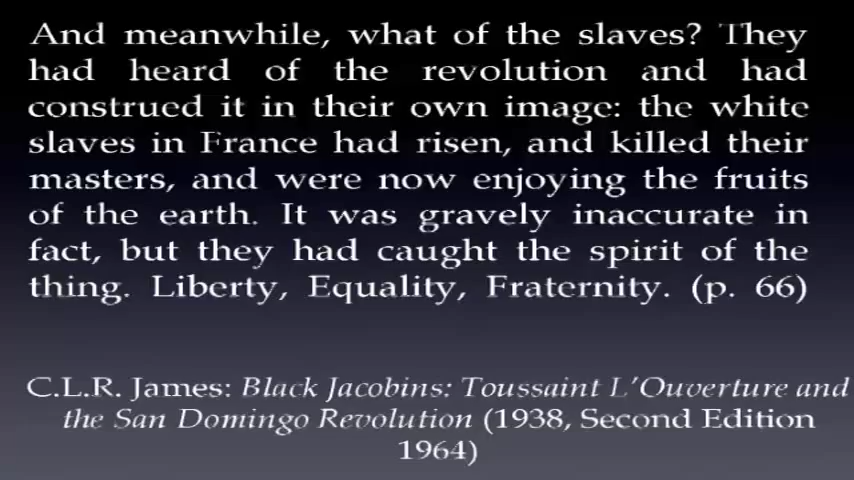 And meanwhile, what of the slaves? They
had heard of the revolution and had
construed it in their own image: the white
slaves in France had risen, and killed their
masters, and were now enjoying the fruits
of the earth. It was gravely inaccurate in
fact, but they had caught the spirit of the
thing. Liberty, Equality, Fraternity. (p. 66)
C.L.R. James: Black Jacobins: Toussaint L'Ouverture and
the San Domingo Revolution (1938, Second Edition
1964)